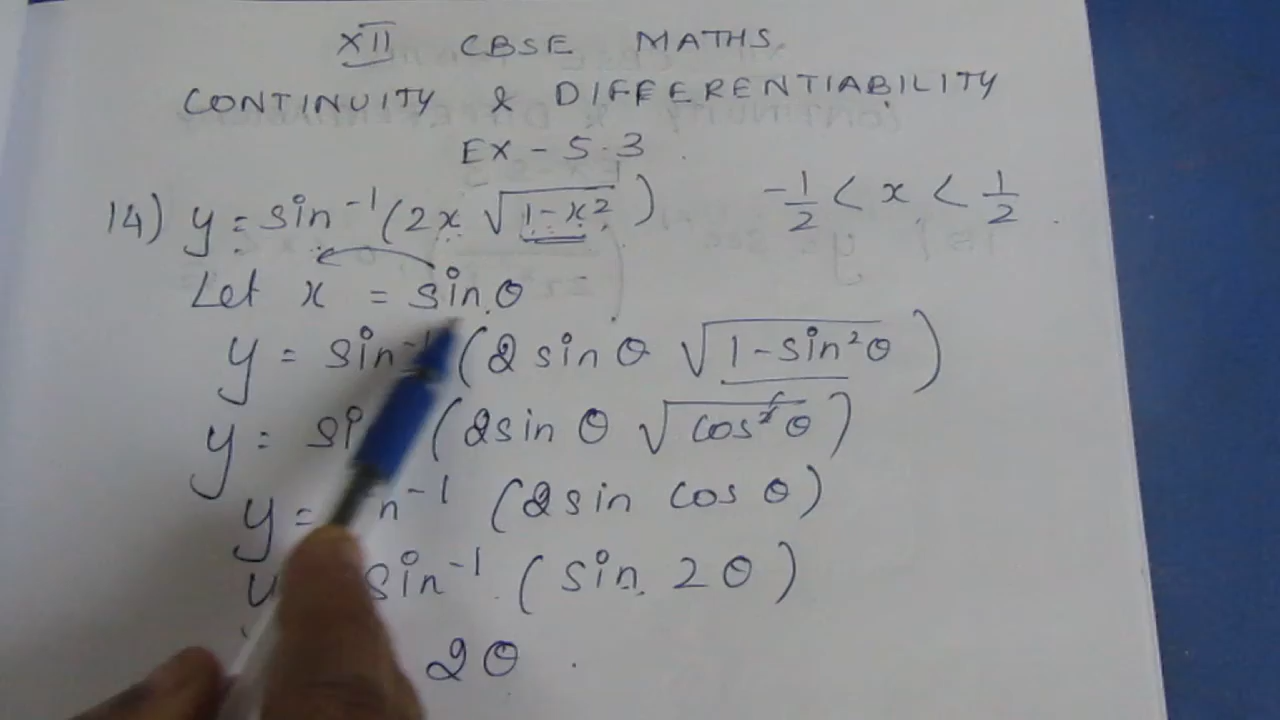 XII CBSE MATHS
CONTINUITY & DIFFERENTIABILITY
EX - 5.3
14) y = sin⁻¹(2x √(1-x²)) -1/2 < x < 1/2
Let x = sin θ
y = sin⁻¹ (2 sin θ √(1-sin²θ))
y = si (2sin θ √(cos²θ))
y = n⁻¹ (2sin cos θ)
y sin⁻¹ (sin 2θ)
2θ